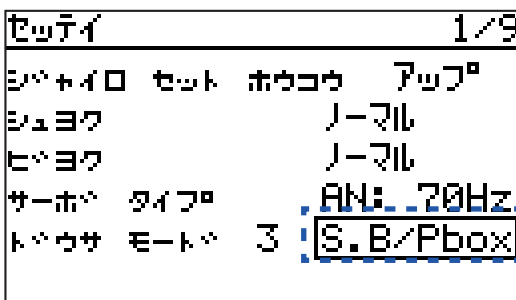 セッテイ 1/9
ジャイロ セット ホウコウ アップ
シュヨク ノーマル
ビヨク ノーマル
サーボ タイプ AN: 70Hz
ドウサ モード 3 S.B/Pbox